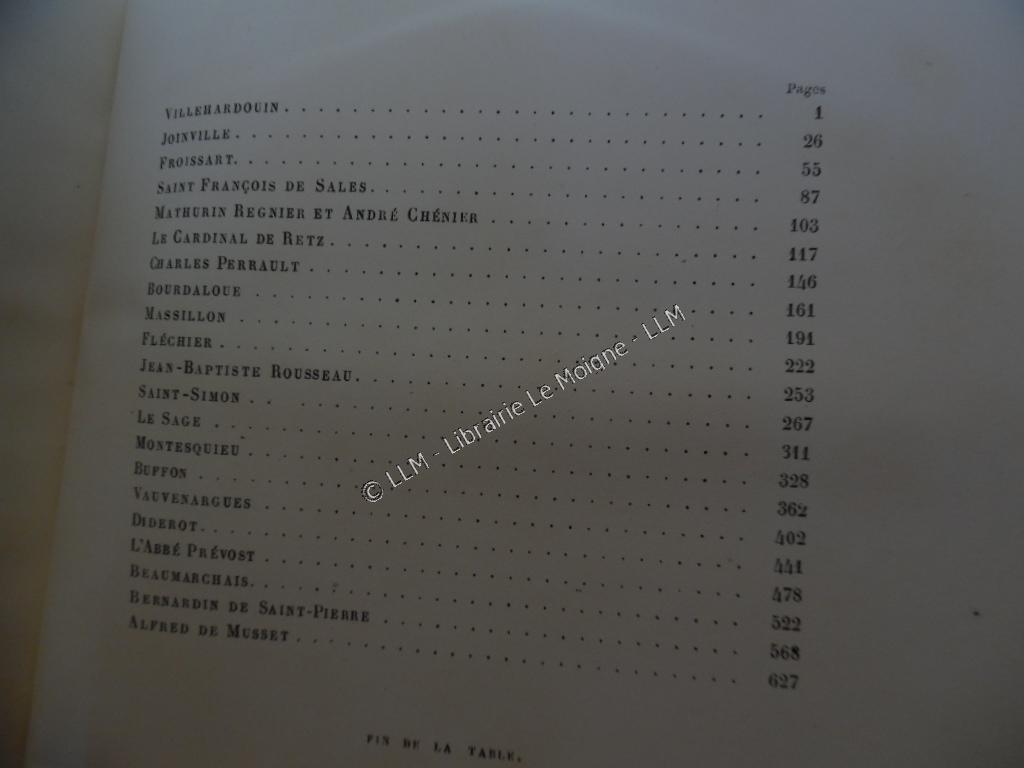 Pages
VILLEHARDOUIN. . . . . . . . . . . . . . . . . . . . . . . . . . . 1
JOINVILLE . . . . . . . . . . . . . . . . . . . . . . . . . . . 26
FROISSART. . . . . . . . . . . . . . . . . . . . . . . . . . . 55
SAINT FRANÇOIS DE SALES. . . . . . . . . . . . . . . . . . . . . 87
MATHURIN REGNIER ET ANDRÉ CHÉNIER . . . . . . . . . . . . . . . 103
LE CARDINAL DE RETZ. . . . . . . . . . . . . . . . . . . . . . . 117
CHARLES PERRAULT . . . . . . . . . . . . . . . . . . . . . . . . 146
BOURDALOUE . . . . . . . . . . . . . . . . . . . . . . . . . . . 161
MASSILLON . . . . . . . . . . . . . . . . . . . . . . . . . . . 191
FLÉCHIER . . . . . . . . . . . . . . . . . . . . . . . . . . . . 222
JEAN-BAPTISTE ROUSSEAU. . . . . . . . . . . . . . . . . . . . . 253
SAINT-SIMON . . . . . . . . . . . . . . . . . . . . . . . . . . 267
LE SAGE . . . . . . . . . . . . . . . . . . . . . . . . . . . . 311
MONTESQUIEU . . . . . . . . . . . . . . . . . . . . . . . . . . 328
BUFFON . . . . . . . . . . . . . . . . . . . . . . . . . . . . . 362
VAUVENARGUES . . . . . . . . . . . . . . . . . . . . . . . . . . 402
DIDEROT. . . . . . . . . . . . . . . . . . . . . . . . . . . . . 441
L'ABBÉ PRÉVOST . . . . . . . . . . . . . . . . . . . . . . . . . 478
BEAUMARCHAIS. . . . . . . . . . . . . . . . . . . . . . . . . . 522
BERNARDIN DE SAINT-PIERRE . . . . . . . . . . . . . . . . . . . 568
ALFRED DE MUSSET . . . . . . . . . . . . . . . . . . . . . . . . 627
FIN DE LA TABLE.
© LLM - Librairie Le Moigne - LLM